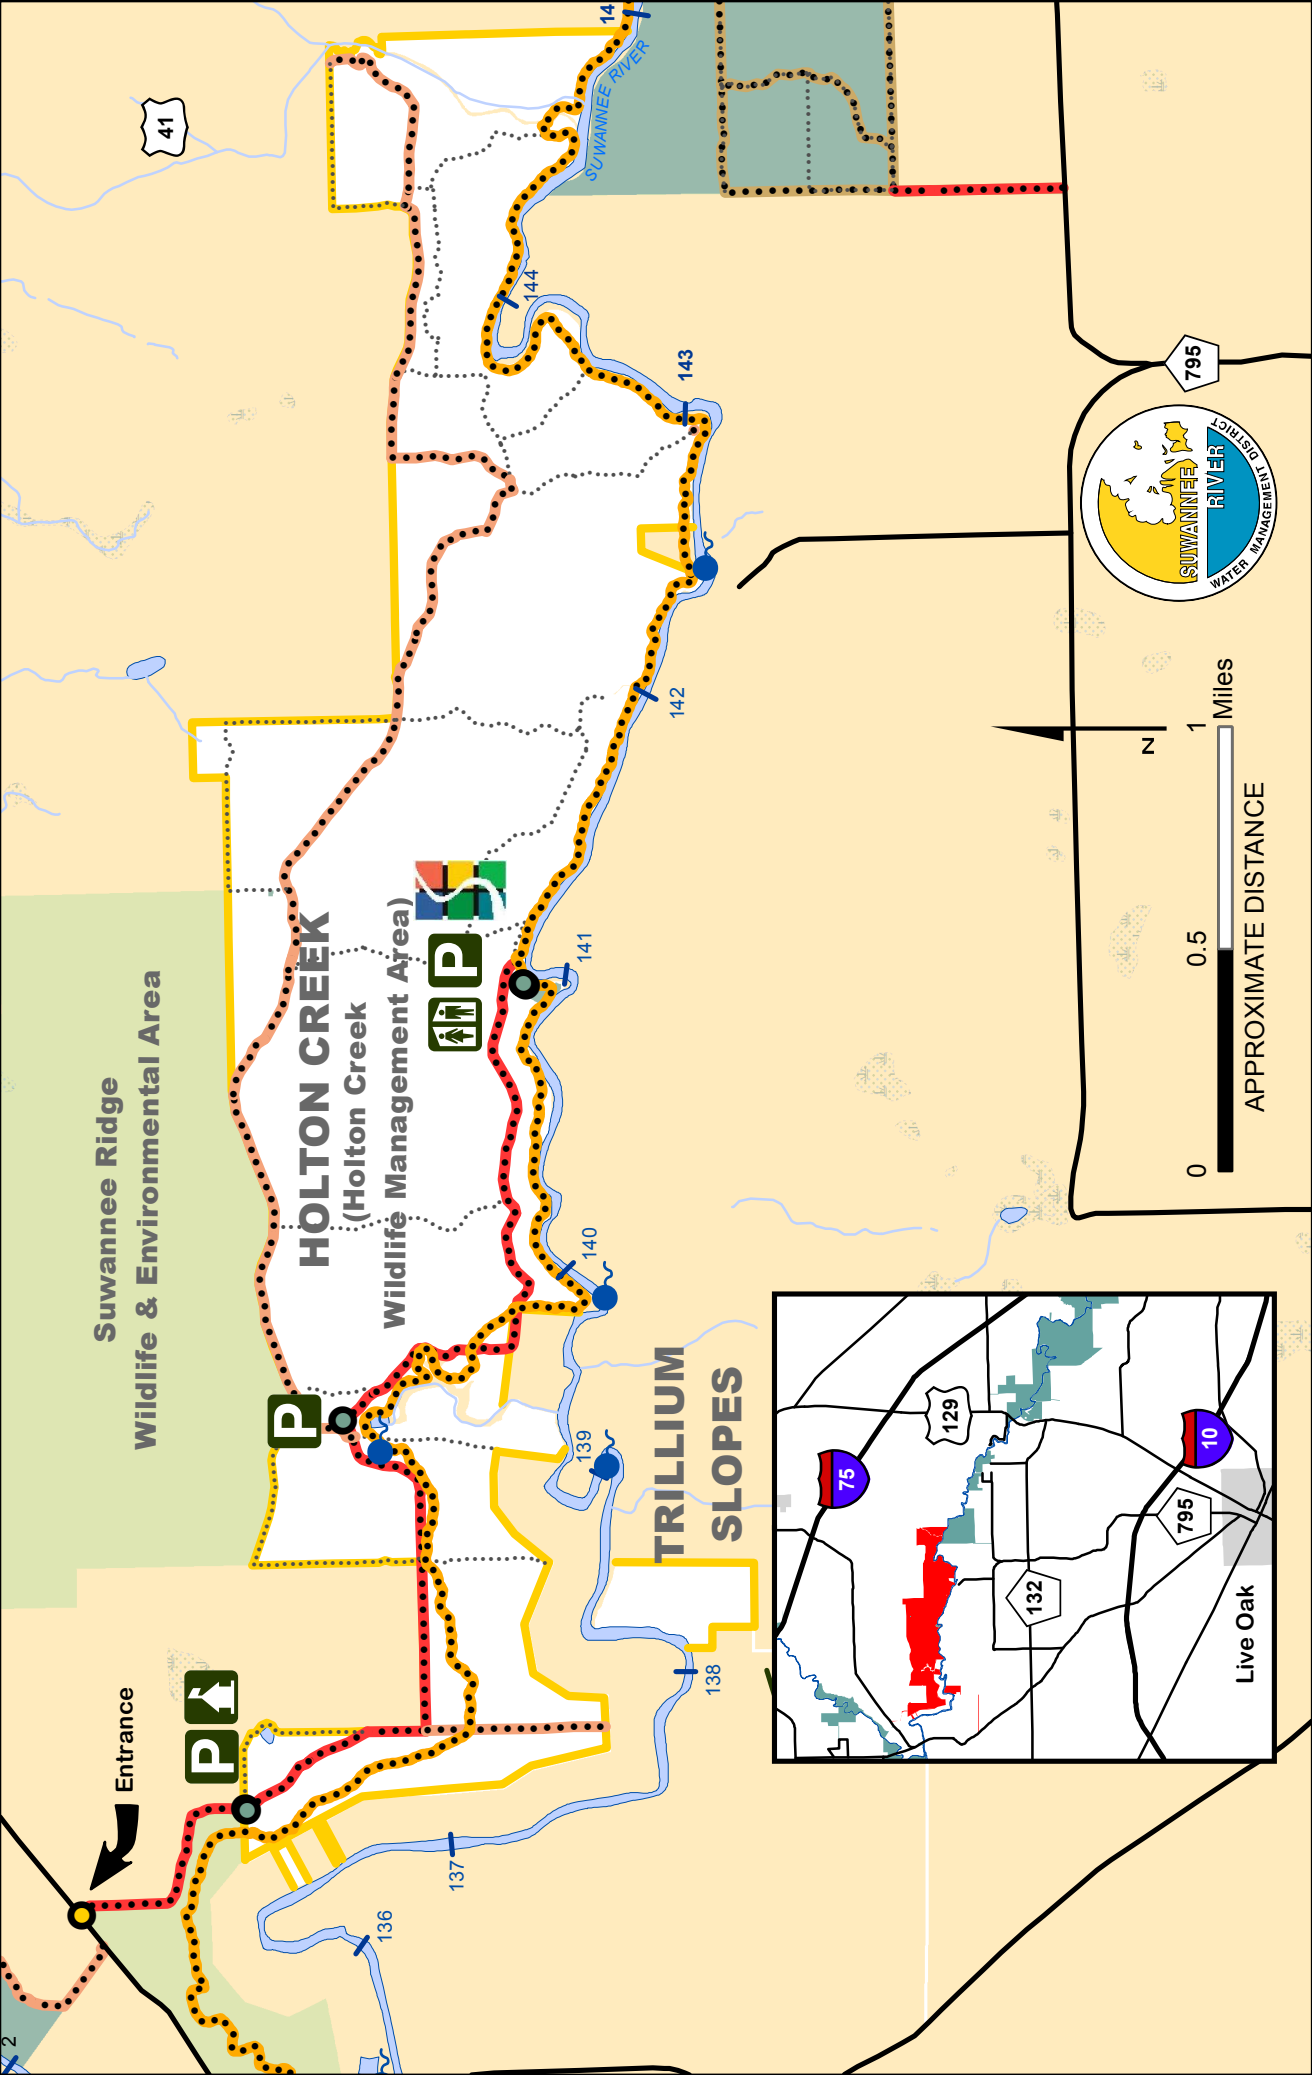 Entrance
P
P
Suwannee Ridge
Wildlife & Environmental Area
41
HOLTON CREEK
(Holton Creek
Wildlife Management Area)
P
SUWANNEE RIVER
14
144
143
142
141
140
139
138
137
136
2
TRILLIUM
SLOPES
75
129
10
795
132
Live Oak
N
0
0.5
1
Miles
APPROXIMATE DISTANCE
SUWANNEE
RIVER
WATER MANAGEMENT DISTRICT
795